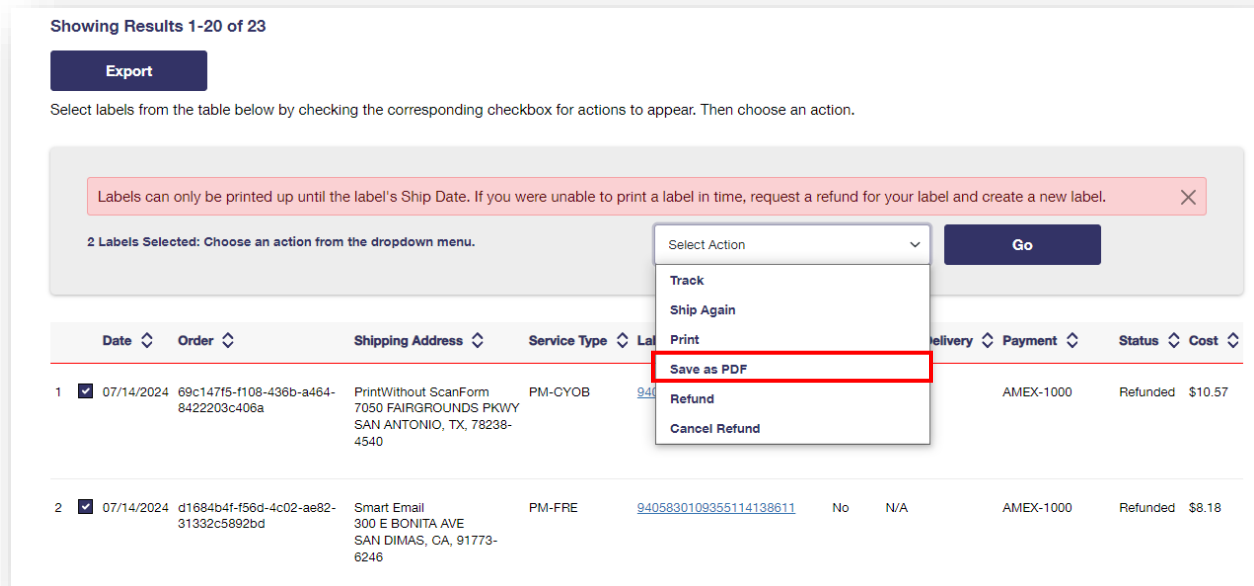 Showing Results 1-20 of 23
Export
Select labels from the table below by checking the corresponding checkbox for actions to appear. Then choose an action.
Labels can only be printed up until the label's Ship Date. If you were unable to print a label in time, request a refund for your label and create a new label.
2 Labels Selected: Choose an action from the dropdown menu.
Select Action
Go
Track
Ship Again
Print
Save as PDF
Refund
Cancel Refund
Date Order Shipping Address Service Type Payment Status Cost
1 07/14/2024 69c147f5-f108-436b-a464- PrintWithout ScanForm PM-CYOB AMEX-1000 Refunded $10.57
8422203c406a 7050 FAIRGROUNDS PKWY
SAN ANTONIO, TX, 78238-
4540
2 07/14/2024 d1684b4f-f56d-4c02-ae82- Smart Email PM-FRE 9405830109355114138611 No N/A AMEX-1000 Refunded $8.18
31332c5892bd 300 E BONITA AVE
SAN DIMAS, CA, 91773-
6246